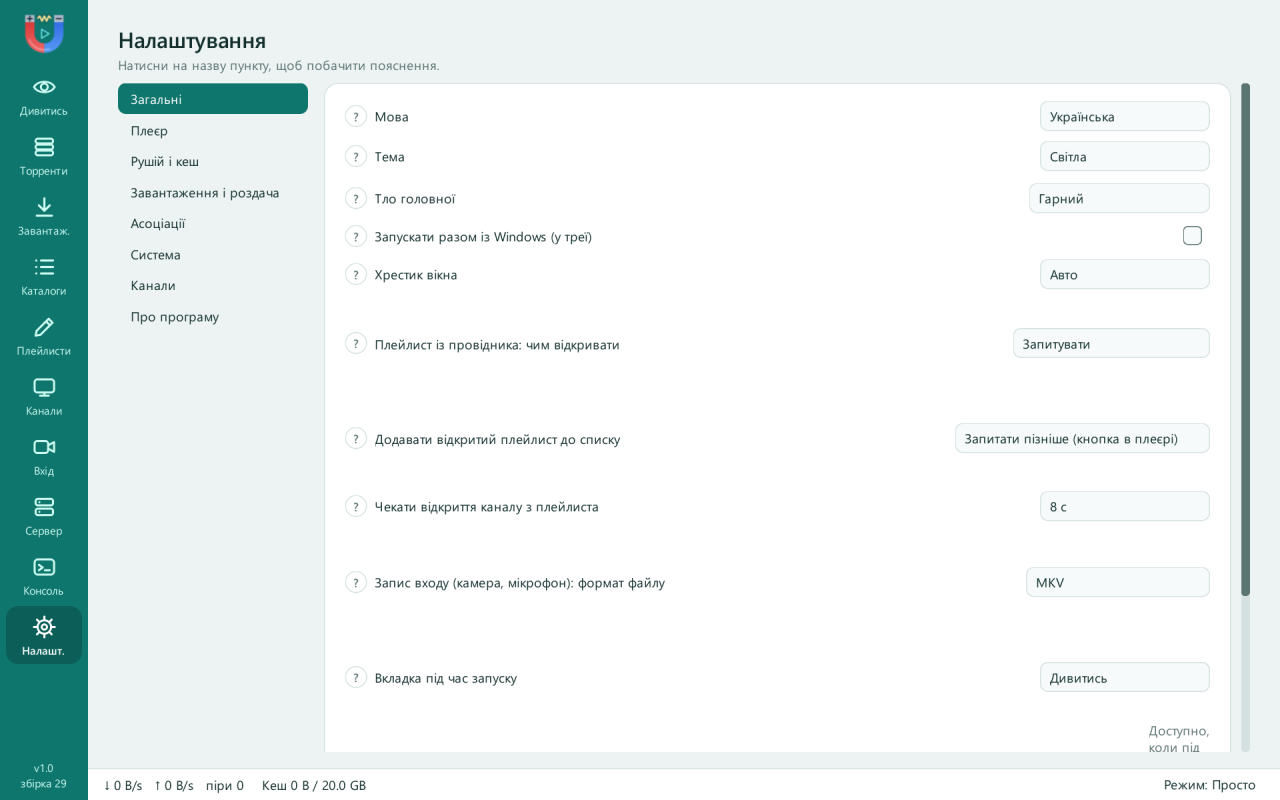 Налаштування
Натисни на назву пункту, щоб побачити пояснення.
Дивитись
Торренти
Завантаж.
Каталоги
Плейлисти
Канали
Вхід
Сервер
Консоль
Налашт.
v1.0
збірка 29
Загальні
Плеєр
Рушій і кеш
Завантаження і роздача
Асоціації
Система
Канали
Про програму
? Мова Українська
? Тема Світла
? Тло головної Гарний
? Запускати разом із Windows (у треї)
? Хрестик вікна Авто
? Плейлист із провідника: чим відкривати Запитувати
? Додавати відкритий плейлист до списку Запитати пізніше (кнопка в плеєрі)
? Чекати відкриття каналу з плейлиста 8 с
? Запис входу (камера, мікрофон): формат файлу MKV
? Вкладка під час запуску Дивитись
Доступно,
коли під
↓ 0 B/s ↑ 0 B/s піри 0 Кеш 0 B / 20.0 GB Режим: Просто